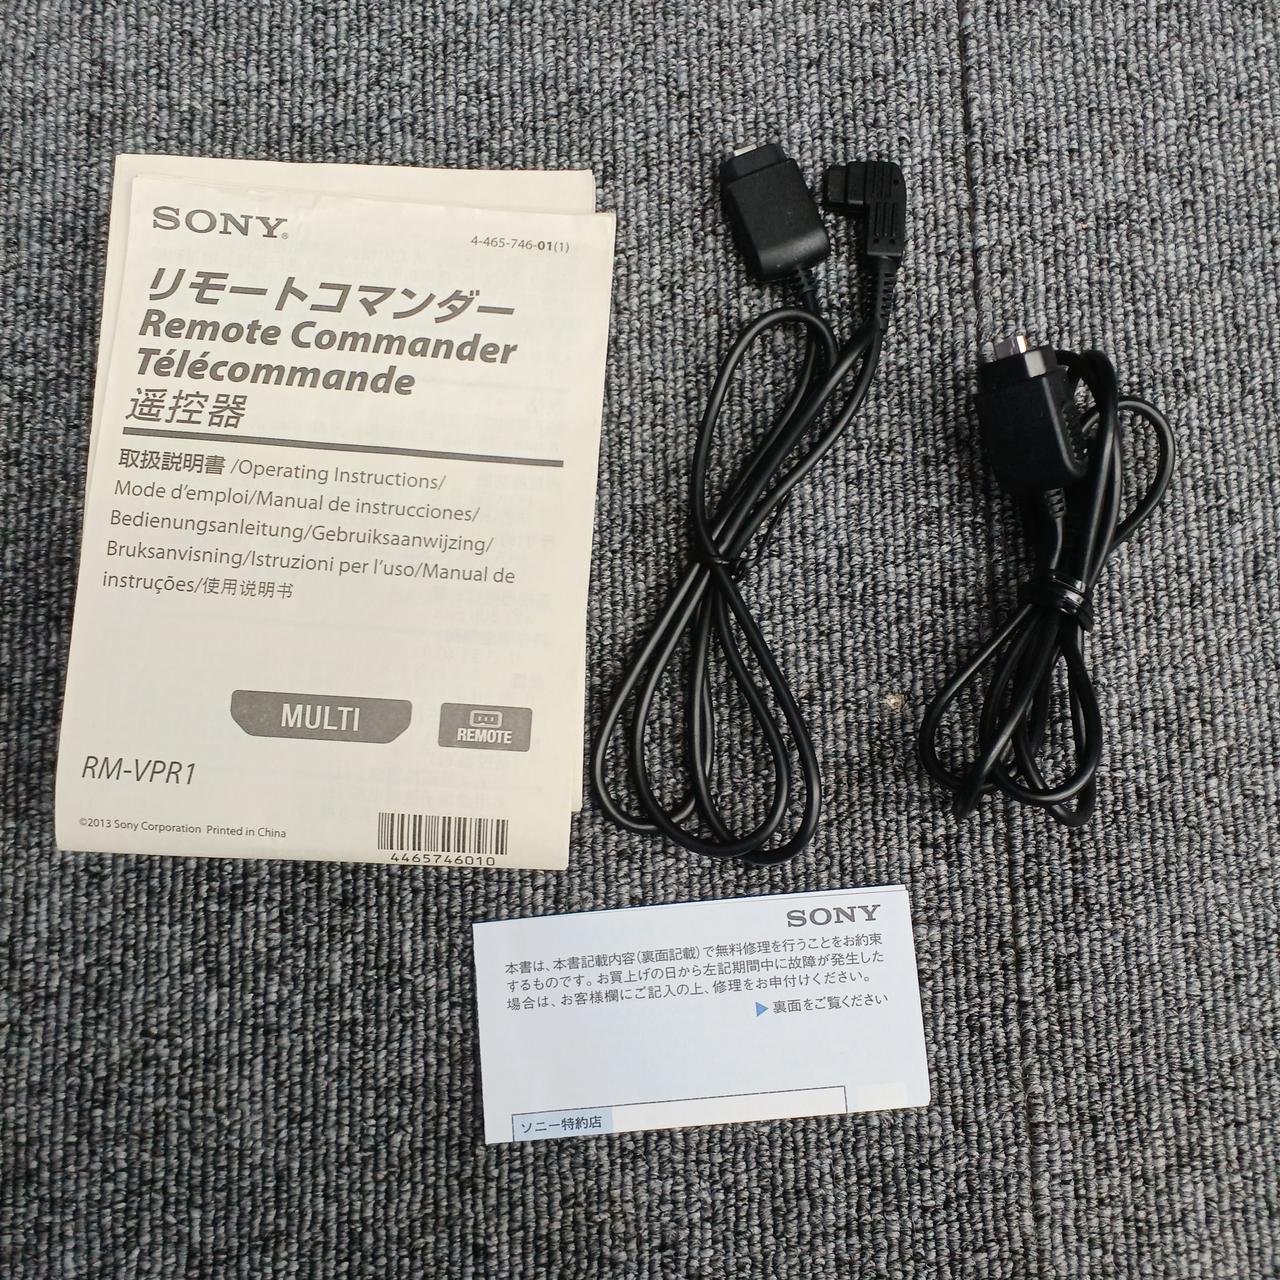 SONY®
4-465-746-01(1)
リモートコマンダー
Remote Commander
Télécommande
遥控器
取扱説明書 /Operating Instructions/
Mode d'emploi/Manual de instrucciones/
Bedienungsanleitung/Gebruiksaanwijzing/
Bruksanvisning/Istruzioni per l'uso/Manual de
instruções/使用说明书
MULTI
REMOTE
RM-VPR1
©2013 Sony Corporation Printed in China
4465746010
SONY
本書は、本書記載内容(裏面記載)で無料修理を行うことをお約束
するものです。お買上げの日から左記期間中に故障が発生した
場合は、お客様欄にご記入の上、修理をお申付けください。
▶裏面をご覧ください
ソニー特約店